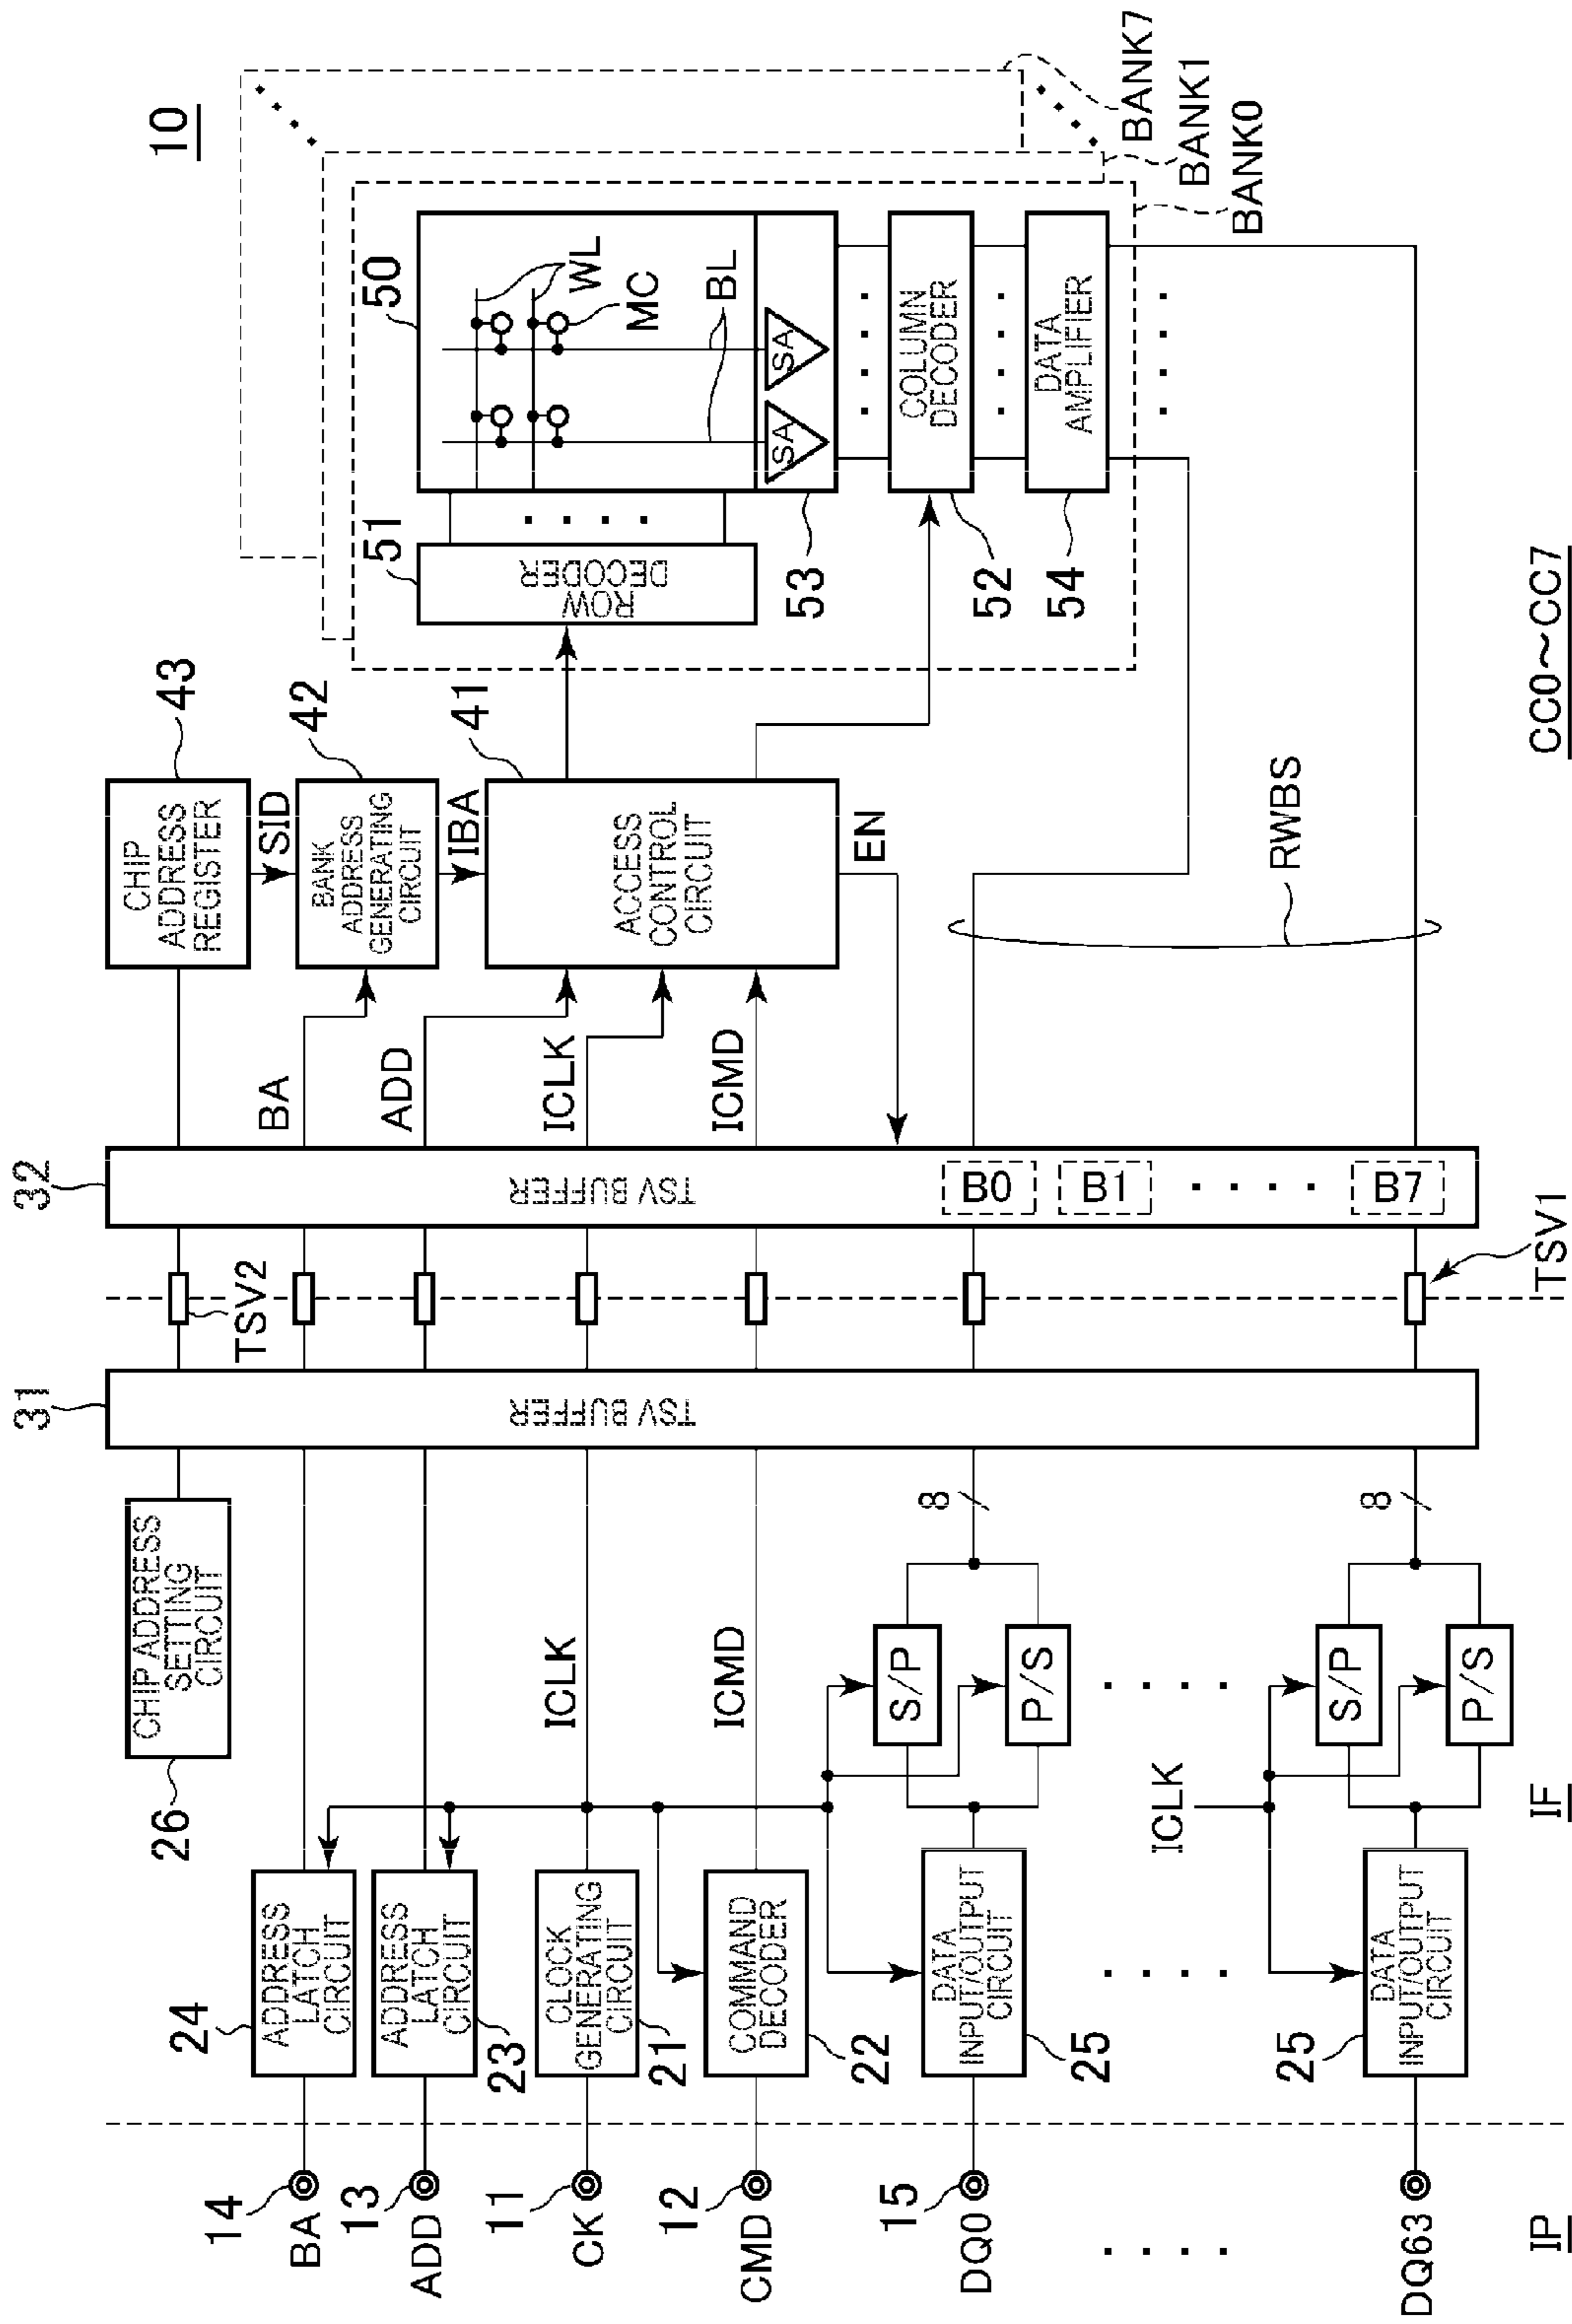 10
BANK7
BANK1
BANK0
50
WL
MC
BL
SA
SA
51
ROW
DECODER
53
COLUMN
DECODER
52
DATA
AMPLIFIER
54
43
CHIP
ADDRESS
REGISTER
SID
42
BANK
ADDRESS
GENERATING
CIRCUIT
IBA
41
ACCESS
CONTROL
CIRCUIT
EN
RWBS
CC0~CC7
BA
ADD
ICLK
ICMD
32
TSV BUFFER
B0
B1
B7
TSV2
TSV1
31
TSV BUFFER
CHIP ADDRESS
SETTING
CIRCUIT
26
ICLK
ICMD
8
8
S/P
P/S
S/P
P/S
ICLK
IF
24
ADDRESS
LATCH
CIRCUIT
ADDRESS
LATCH
CIRCUIT
23
CLOCK
GENERATING
CIRCUIT
21
COMMAND
DECODER
22
DATA
INPUT/OUTPUT
CIRCUIT
25
DATA
INPUT/OUTPUT
CIRCUIT
25
14
BA
13
ADD
11
CK
12
CMD
15
DQ0
DQ63
IP